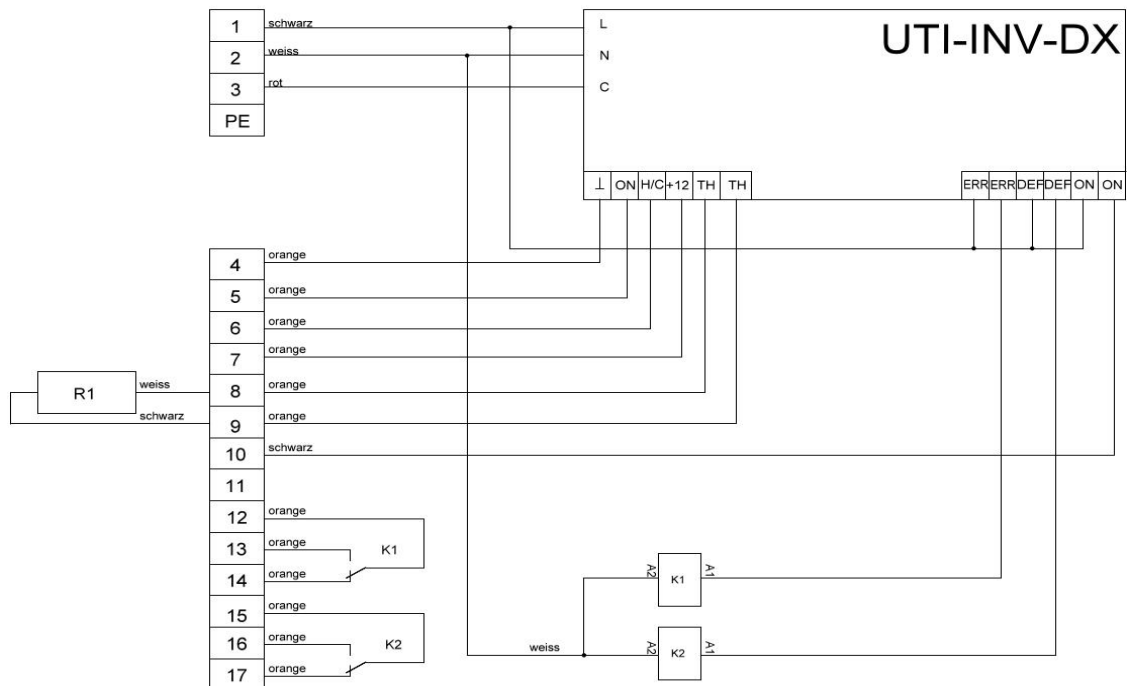 1 schwarz L UTI-INV-DX
2 weiss N
3 rot C
PE
⊥ ON H/C +12 TH TH ERR ERR DEF DEF ON ON
4 orange
5 orange
6 orange
7 orange
R1 weiss 8 orange
schwarz 9 orange
10 schwarz
11
12 orange
13 orange K1
14 orange
A2 K1 A1
15 orange
16 orange K2
weiss A2 K2 A1
17 orange